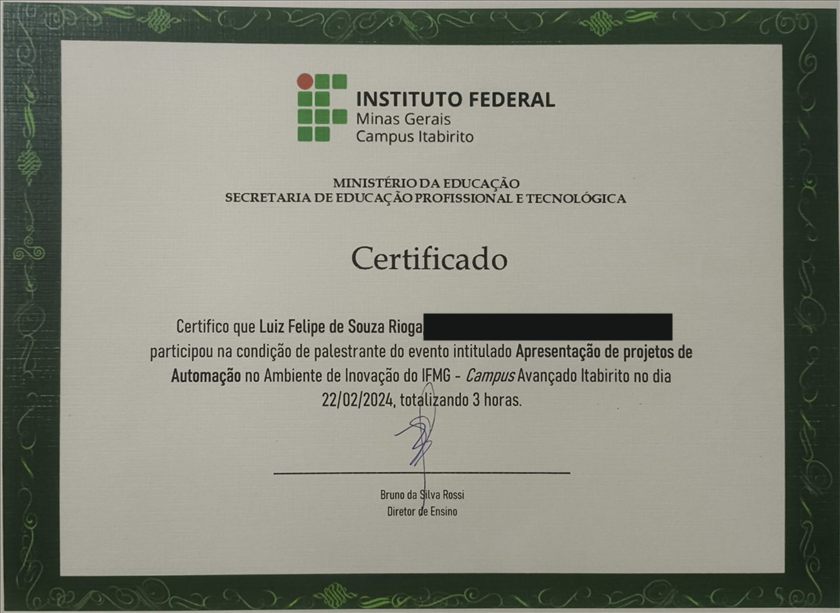 INSTITUTO FEDERAL
Minas Gerais
Campus Itabirito
MINISTÉRIO DA EDUCAÇÃO
SECRETARIA DE EDUCAÇÃO PROFISSIONAL E TECNOLÓGICA
Certificado
Certifico que Luiz Felipe de Souza Rioga
participou na condição de palestrante do evento intitulado Apresentação de projetos de
Automação no Ambiente de Inovação do IFMG - Campus Avançado Itabirito no dia
22/02/2024, totalizando 3 horas.
Bruno da Silva Rossi
Diretor de Ensino